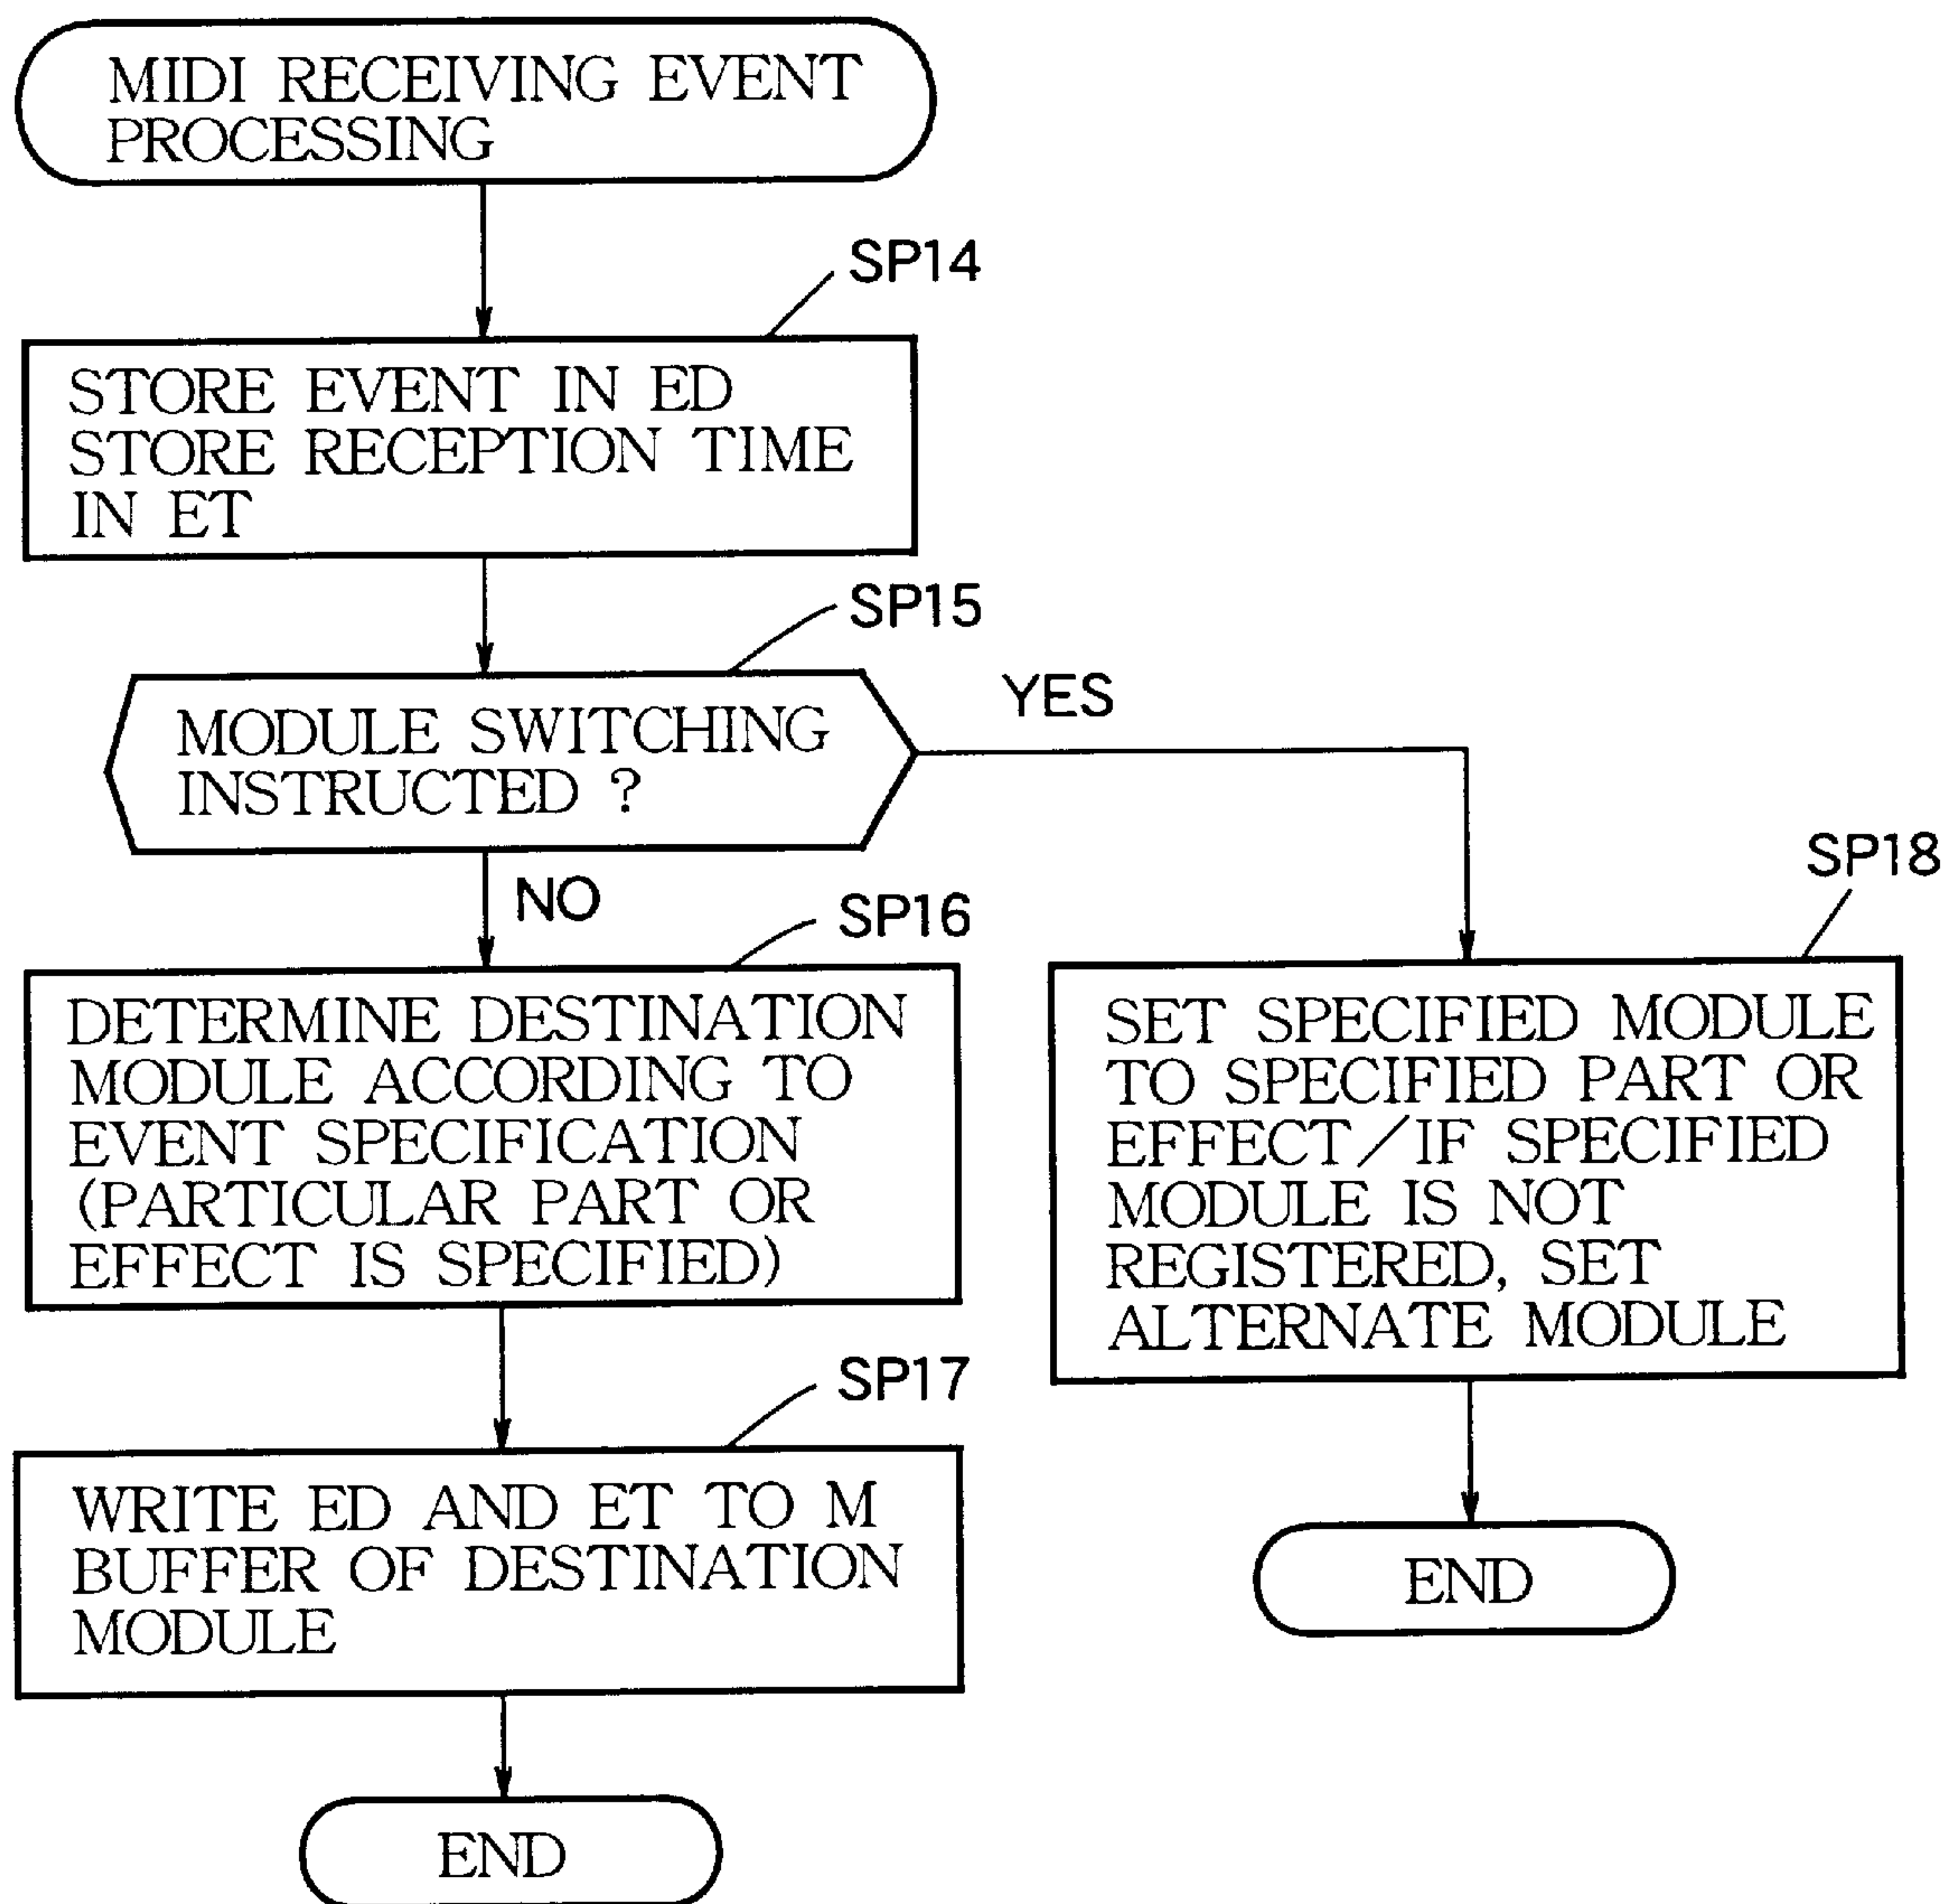 MIDI RECEIVING EVENT
PROCESSING
SP14
STORE EVENT IN ED
STORE RECEPTION TIME
IN ET
SP15
MODULE SWITCHING
INSTRUCTED ?
YES
NO
SP16
DETERMINE DESTINATION
MODULE ACCORDING TO
EVENT SPECIFICATION
(PARTICULAR PART OR
EFFECT IS SPECIFIED)
SP17
WRITE ED AND ET TO M
BUFFER OF DESTINATION
MODULE
END
SP18
SET SPECIFIED MODULE
TO SPECIFIED PART OR
EFFECT/IF SPECIFIED
MODULE IS NOT
REGISTERED, SET
ALTERNATE MODULE
END